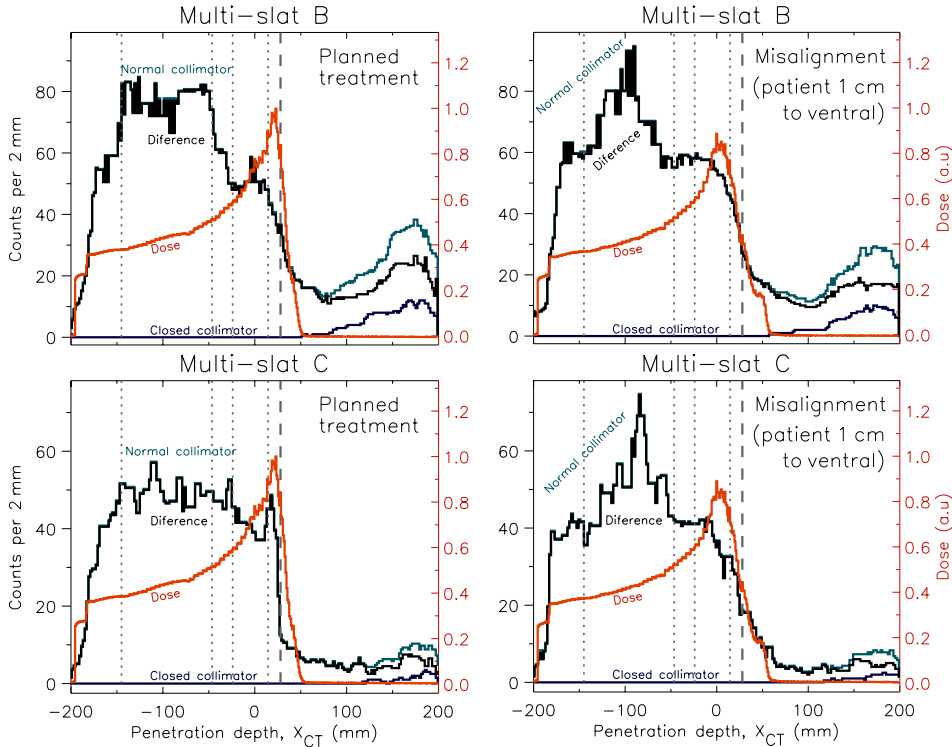 Multi-slat B
Counts per 2 mm
80
60
40
20
0
Normal collimator
Diference
Dose
Closed collimator
Planned
treatment
1.2
1.0
0.8
0.6
0.4
0.2
0.0
Multi-slat B
80
60
40
20
0
Normal collimator
Diference
Dose
Closed collimator
Misalignment
(patient 1 cm
to ventral)
1.2
1.0
0.8
0.6
0.4
0.2
0.0
Dose (a.u)
Multi-slat C
Counts per 2 mm
60
40
20
0
Normal collimator
Diference
Dose
Closed collimator
Planned
treatment
1.2
1.0
0.8
0.6
0.4
0.2
0.0
-200 -100 0 100 200
Penetration depth, X_CT (mm)
Multi-slat C
60
40
20
0
Normal collimator
Diference
Dose
Closed collimator
Misalignment
(patient 1 cm
to ventral)
1.2
1.0
0.8
0.6
0.4
0.2
0.0
Dose (a.u)
-200 -100 0 100 200
Penetration depth, X_CT (mm)